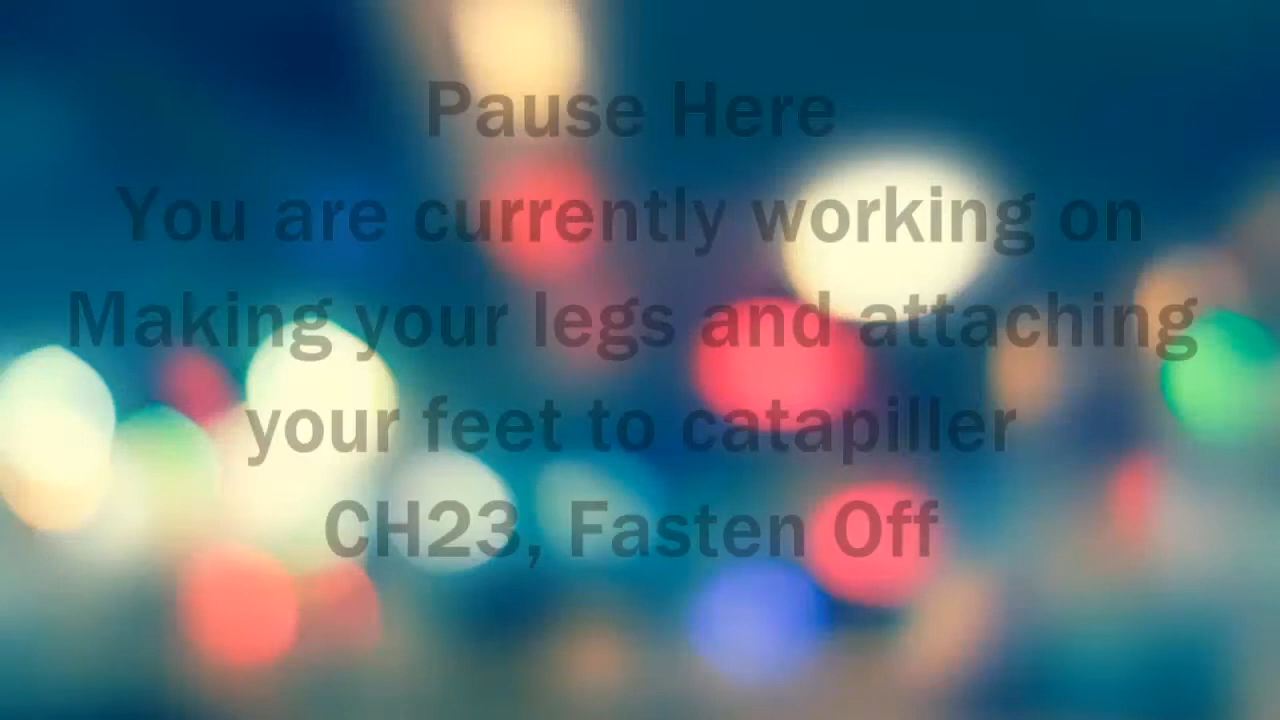 Pause Here
You are currently working on
Making your legs and attaching
your feet to catapiller
CH23, Fasten Off